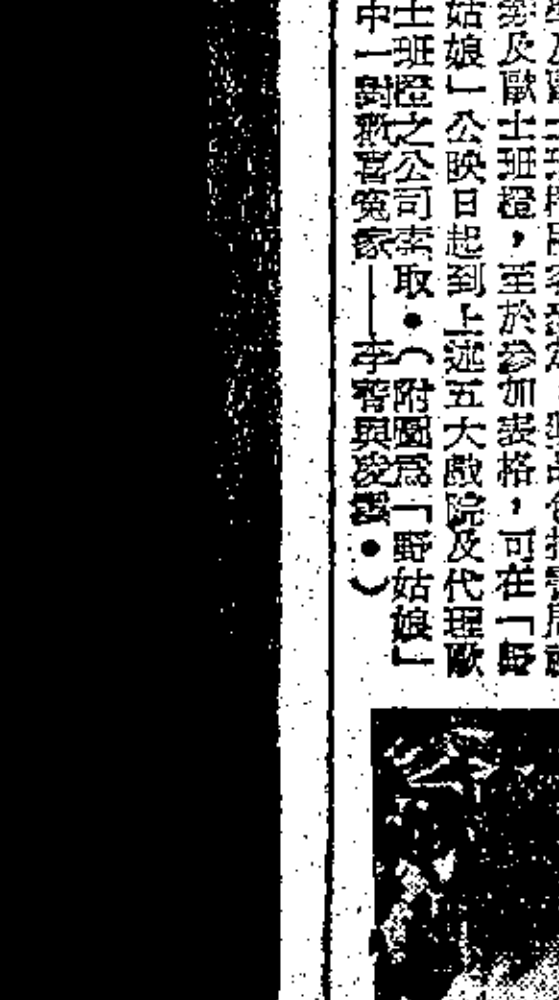 及歐士班橙，至於參加表格，可在「野
姑娘」公映日起到上述五大戲院及代理歐
士班橙之公司索取●（附圖爲「野姑娘」
中一對歡喜冤家——李菁與凌雲●）